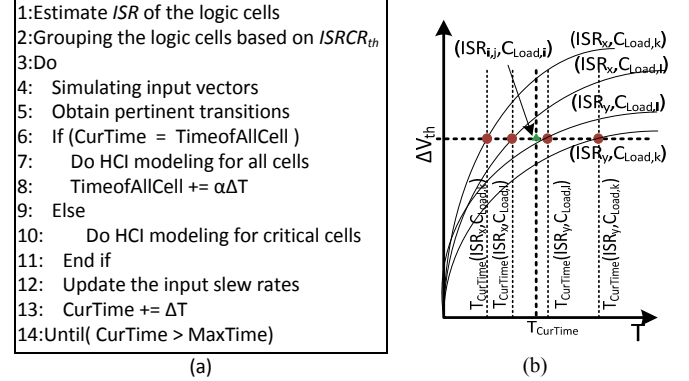 1:Estimate ISR of the logic cells
2:Grouping the logic cells based on ISRCRth
3:Do
4: Simulating input vectors
5: Obtain pertinent transitions
6: If (CurTime = TimeofAllCell )
7: Do HCI modeling for all cells
8: TimeofAllCell += αΔT
9: Else
10: Do HCI modeling for critical cells
11: End if
12: Update the input slew rates
13: CurTime += ΔT
14:Until( CurTime > MaxTime)
(a)
ΔVth
(ISRi,j,CLoad,i)
(ISRx,CLoad,k)
(ISRx,CLoad,l)
(ISRy,CLoad,l)
(ISRy,CLoad,k)
TCurTime(ISRx,CLoad,k)
TCurTime(ISRx,CLoad,l)
TCurTime(ISRy,CLoad,l)
TCurTime(ISRy,CLoad,k)
TCurTime
T
(b)